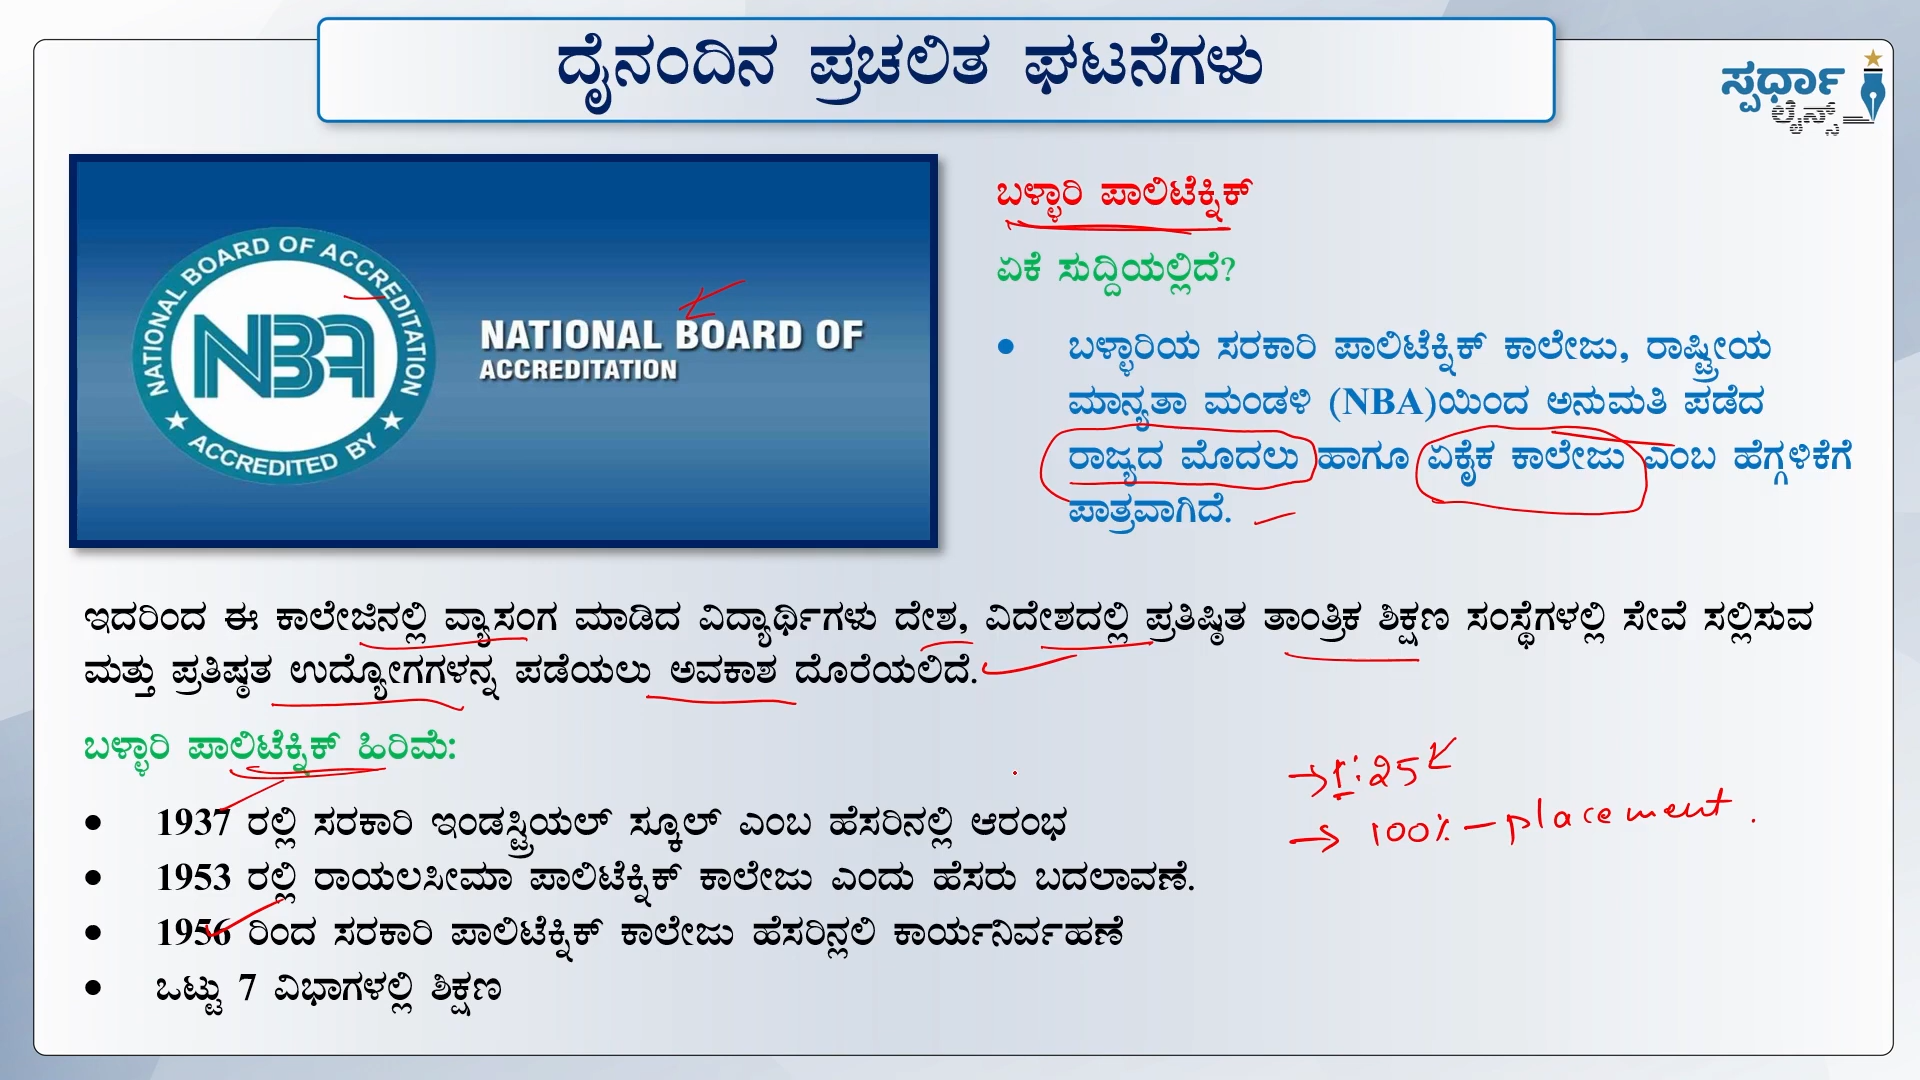 ದೈನಂದಿನ ಪ್ರಚಲಿತ ಘಟನೆಗಳು
ಸ್ಪರ್ಧಾ
ಲೈನ್ಸ್
NATIONAL BOARD OF ACCREDITATION
NBA
ACCREDITED BY
NATIONAL BOARD OF
ACCREDITATION
ಬಳ್ಳಾರಿ ಪಾಲಿಟೆಕ್ನಿಕ್
ಏಕೆ ಸುದ್ದಿಯಲ್ಲಿದೆ?
• ಬಳ್ಳಾರಿಯ ಸರಕಾರಿ ಪಾಲಿಟೆಕ್ನಿಕ್ ಕಾಲೇಜು, ರಾಷ್ಟ್ರೀಯ
ಮಾನ್ಯತಾ ಮಂಡಳಿ (NBA)ಯಿಂದ ಅನುಮತಿ ಪಡೆದ
ರಾಜ್ಯದ ಮೊದಲು ಹಾಗೂ ಏಕೈಕ ಕಾಲೇಜು ಎಂಬ ಹೆಗ್ಗಳಿಕೆಗೆ
ಪಾತ್ರವಾಗಿದೆ.
ಇದರಿಂದ ಈ ಕಾಲೇಜಿನಲ್ಲಿ ವ್ಯಾಸಂಗ ಮಾಡಿದ ವಿದ್ಯಾರ್ಥಿಗಳು ದೇಶ, ವಿದೇಶದಲ್ಲಿ ಪ್ರತಿಷ್ಠಿತ ತಾಂತ್ರಿಕ ಶಿಕ್ಷಣ ಸಂಸ್ಥೆಗಳಲ್ಲಿ ಸೇವೆ ಸಲ್ಲಿಸುವ
ಮತ್ತು ಪ್ರತಿಷ್ಠತ ಉದ್ಯೋಗಗಳನ್ನ ಪಡೆಯಲು ಅವಕಾಶ ದೊರೆಯಲಿದೆ.
ಬಳ್ಳಾರಿ ಪಾಲಿಟೆಕ್ನಿಕ್ ಹಿರಿಮೆ:
→1:25
→ 100% – placement.
• 1937 ರಲ್ಲಿ ಸರಕಾರಿ ಇಂಡಸ್ಟ್ರಿಯಲ್ ಸ್ಕೂಲ್ ಎಂಬ ಹೆಸರಿನಲ್ಲಿ ಆರಂಭ
• 1953 ರಲ್ಲಿ ರಾಯಲಸೀಮಾ ಪಾಲಿಟೆಕ್ನಿಕ್ ಕಾಲೇಜು ಎಂದು ಹೆಸರು ಬದಲಾವಣೆ.
• 1956 ರಿಂದ ಸರಕಾರಿ ಪಾಲಿಟೆಕ್ನಿಕ್ ಕಾಲೇಜು ಹೆಸರಿನ್ಲಲಿ ಕಾರ್ಯನಿರ್ವಹಣೆ
• ಒಟ್ಟು 7 ವಿಭಾಗಳಲ್ಲಿ ಶಿಕ್ಷಣ